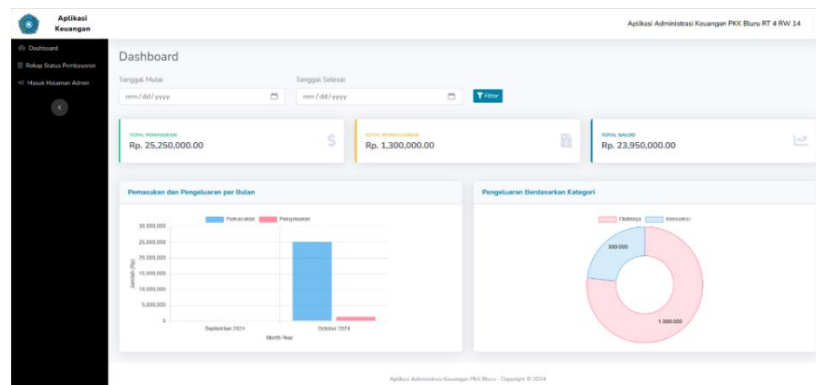 Aplikasi
Keuangan
Aplikasi Administrasi Keuangan PKK Bluru RT 4 RW 14
Dashboard
Rekap Status Pembayaran
Masuk Halaman Admin
Dashboard
Tanggal Mulai
Tanggal Selesai
mm/dd/yyyy
mm/dd/yyyy
Filter
TOTAL PEMASUKAN
Rp. 25,250,000.00
TOTAL PENGELUARAN
Rp. 1,300,000.00
TOTAL SALDO
Rp. 23,950,000.00
Pemasukan dan Pengeluaran per Bulan
Pemasukan
Pengeluaran
30,000,000
25,000,000
20,000,000
15,000,000
10,000,000
5,000,000
0
Jumlah (Rp)
September 2024
October 2024
Month-Year
Pengeluaran Berdasarkan Kategori
Olahraga
Konsumsi
300.000
1.000.000
Aplikasi Administrasi Keuangan PKK Bluru - Copyright © 2024